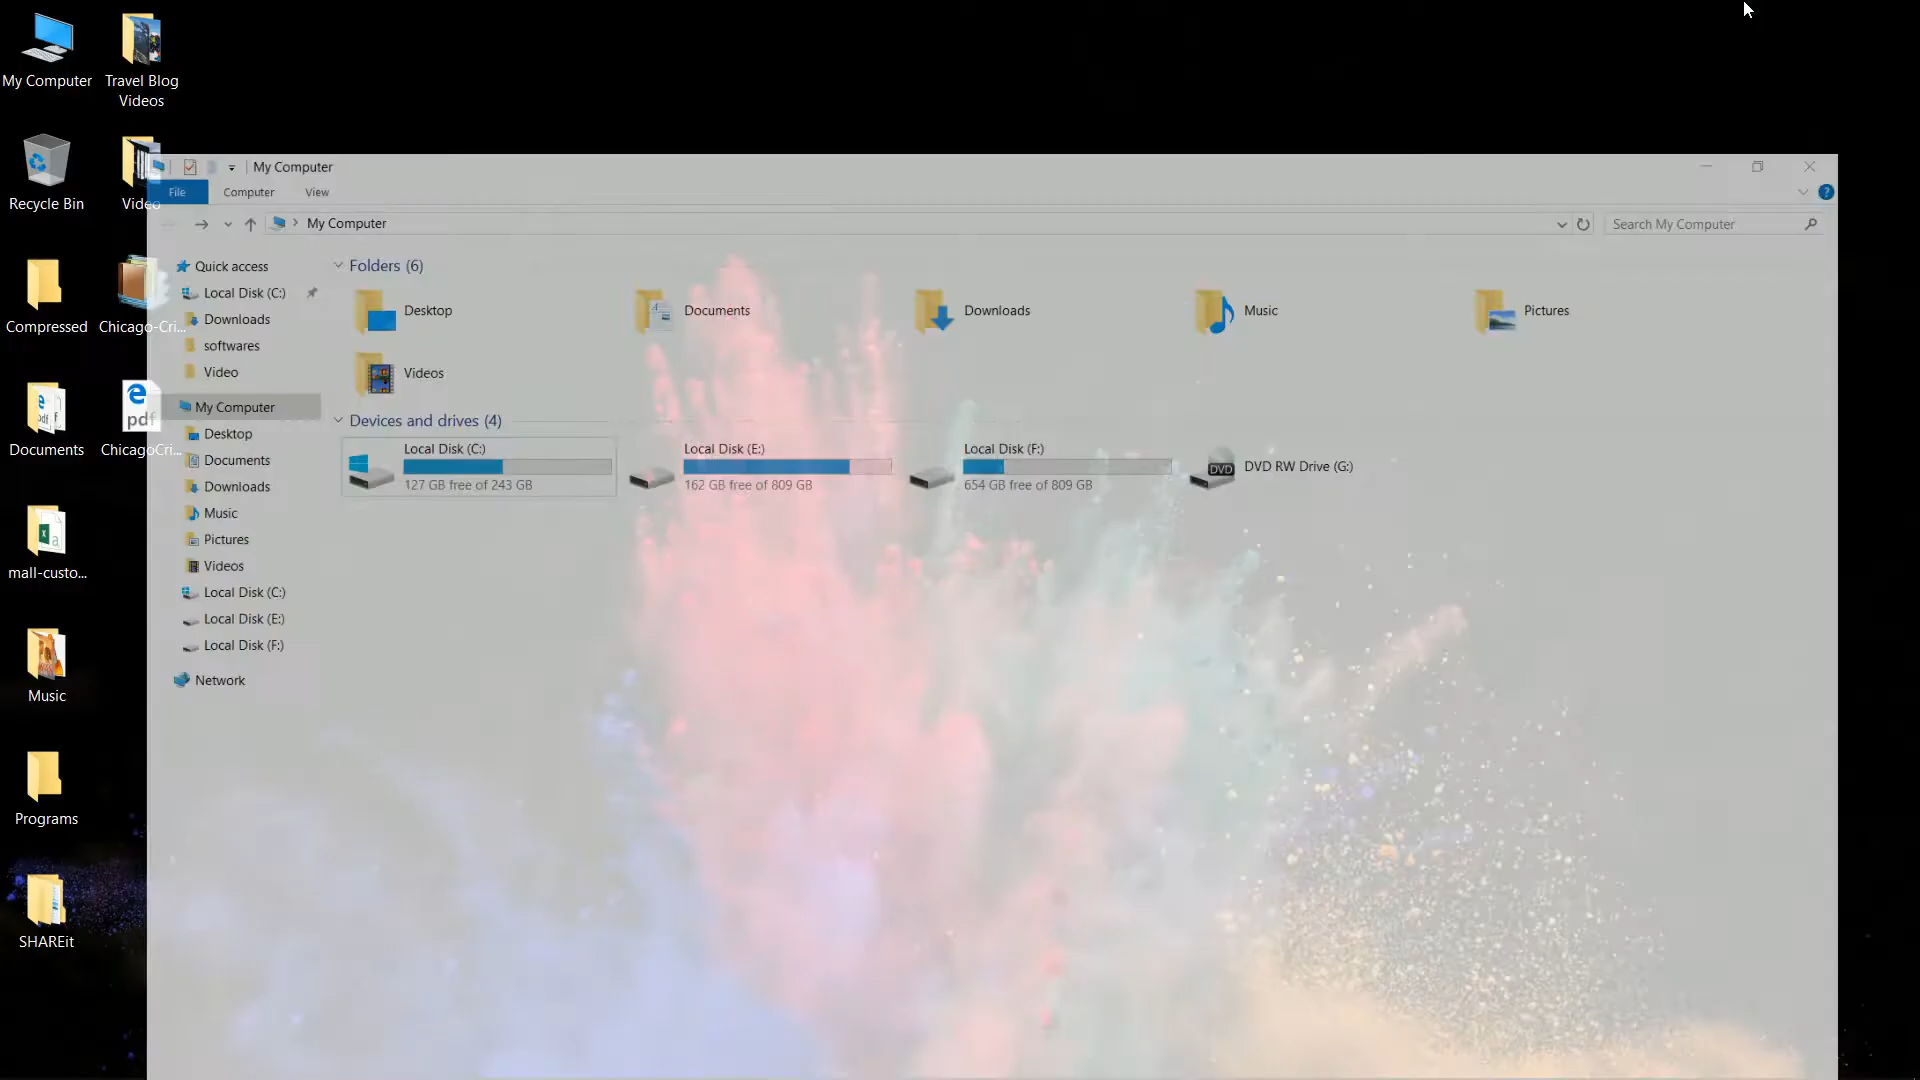 My Computer
Travel Blog
Videos
Recycle Bin
Video
Compressed
Chicago-Cri...
Documents
pdf
ChicagoCri...
mall-custo...
Music
Programs
SHAREit
My Computer
File
Computer
View
My Computer
Search My Computer
Quick access
Local Disk (C:)
Downloads
softwares
Video
My Computer
Desktop
Documents
Downloads
Music
Pictures
Videos
Local Disk (C:)
Local Disk (E:)
Local Disk (F:)
Network
Folders (6)
Desktop
Documents
Downloads
Music
Pictures
Videos
Devices and drives (4)
Local Disk (C:)
127 GB free of 243 GB
Local Disk (E:)
162 GB free of 809 GB
Local Disk (F:)
654 GB free of 809 GB
DVD
DVD RW Drive (G:)